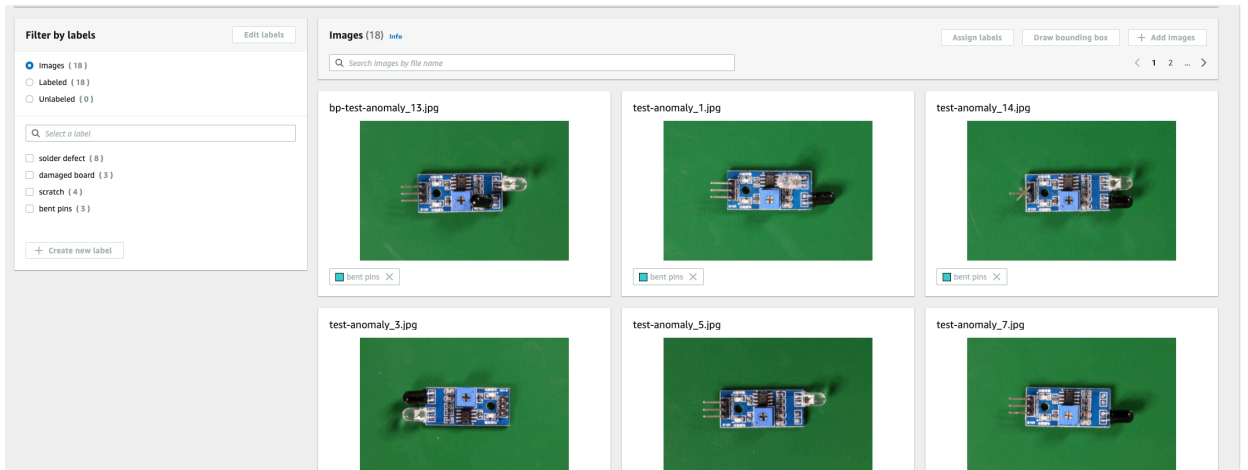 Filter by labels
Edit labels
Images ( 18 )
Labeled ( 18 )
Unlabeled ( 0 )
Select a label
solder defect ( 8 )
damaged board ( 3 )
scratch ( 4 )
bent pins ( 3 )
+ Create new label
Images (18) Info
Assign labels
Draw bounding box
+ Add images
Search images by file name
< 1 2 ... >
bp-test-anomaly_13.jpg
test-anomaly_1.jpg
test-anomaly_14.jpg
bent pins
bent pins
bent pins
test-anomaly_3.jpg
test-anomaly_5.jpg
test-anomaly_7.jpg